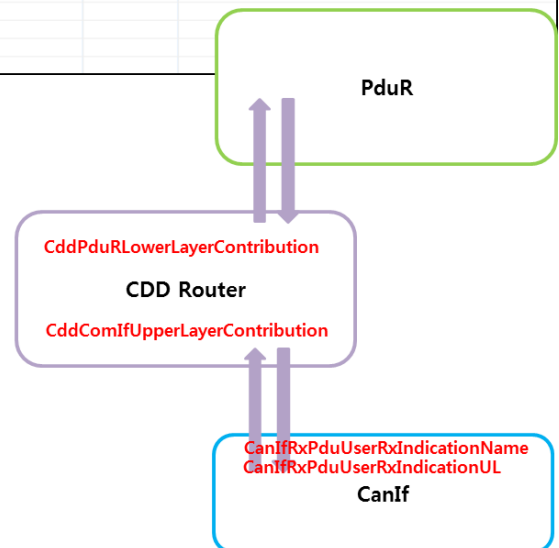 PduR
CddPduRLowerLayerContribution
CDD Router
CddComIfUpperLayerContribution
CanIfRxPduUserRxIndicationName
CanIfRxPduUserRxIndicationUL
CanIf